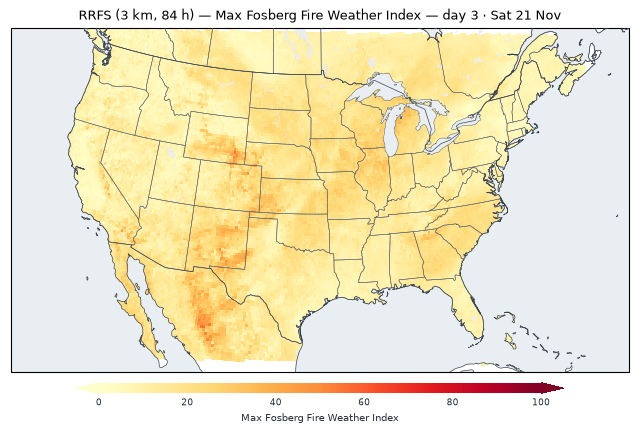 RRFS (3 km, 84 h) — Max Fosberg Fire Weather Index — day 3 · Sat 21 Nov
0 20 40 60 80 100
Max Fosberg Fire Weather Index